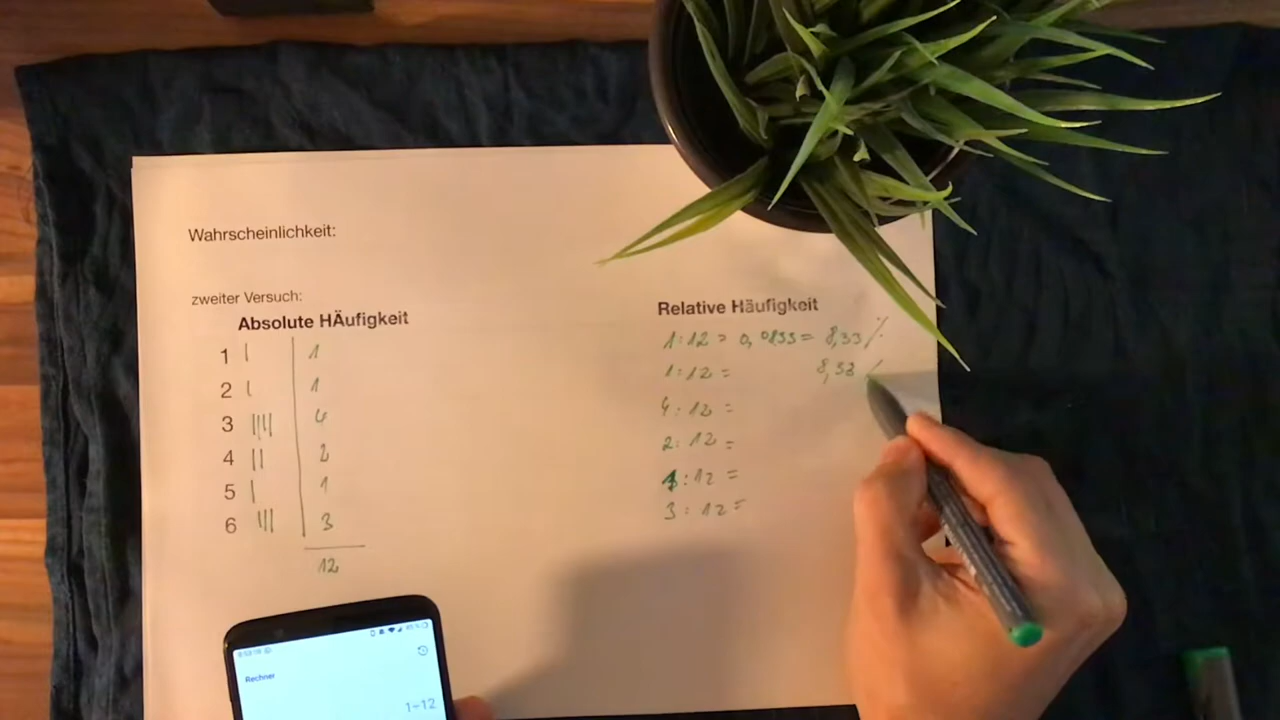 Wahrscheinlichkeit:
zweiter Versuch:
Absolute HÄufigkeit
1 | 1
2 | 1
3 |||| 4
4 || 2
5 | 1
6 ||| 3
12
Relative Häufigkeit
1:12 = 0,0833 = 8,33 %
1:12 = 8,33 %
4:12 =
2:12 =
1:12 =
3:12 =
Rechner
1÷12